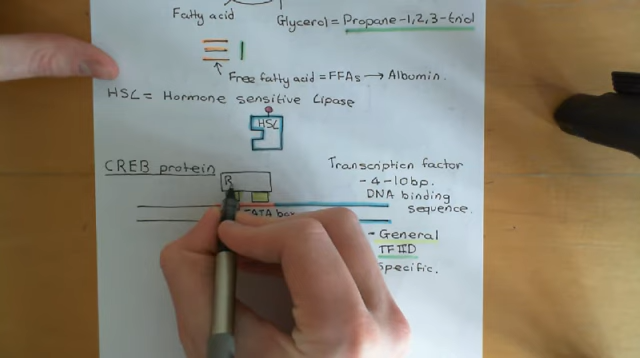 Fatty acid
Glycerol = Propane-1,2,3-triol
Free fatty acid = FFAs → Albumin.
HSL = Hormone sensitive Lipase
HSL
CREB protein
Transcription factor
- 4-10bp.
DNA binding
sequence.
R
TATA box
- General
TFIID
Specific.